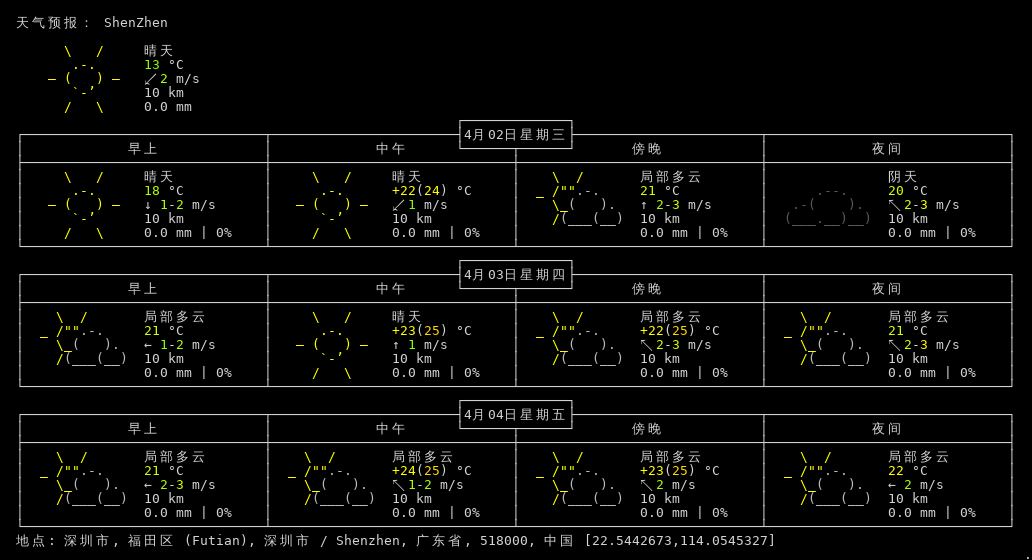 天气预报： ShenZhen
晴天
13 °C
↙ 2 m/s
10 km
0.0 mm
4月02日星期三
早上 中午 傍晚 夜间
晴天 晴天 局部多云 阴天
18 °C +22(24) °C 21 °C 20 °C
↓ 1-2 m/s ↙ 1 m/s ↑ 2-3 m/s ↖ 2-3 m/s
10 km 10 km 10 km 10 km
0.0 mm | 0% 0.0 mm | 0% 0.0 mm | 0% 0.0 mm | 0%
4月03日星期四
早上 中午 傍晚 夜间
局部多云 晴天 局部多云 局部多云
21 °C +23(25) °C +22(25) °C 21 °C
← 1-2 m/s ↑ 1 m/s ↖ 2-3 m/s ↖ 2-3 m/s
10 km 10 km 10 km 10 km
0.0 mm | 0% 0.0 mm | 0% 0.0 mm | 0% 0.0 mm | 0%
4月04日星期五
早上 中午 傍晚 夜间
局部多云 局部多云 局部多云 局部多云
21 °C +24(25) °C +23(25) °C 22 °C
← 2-3 m/s ↖ 1-2 m/s ↖ 2 m/s ← 2 m/s
10 km 10 km 10 km 10 km
0.0 mm | 0% 0.0 mm | 0% 0.0 mm | 0% 0.0 mm | 0%
地点: 深圳市, 福田区 (Futian), 深圳市 / Shenzhen, 广东省, 518000, 中国 [22.5442673,114.0545327]